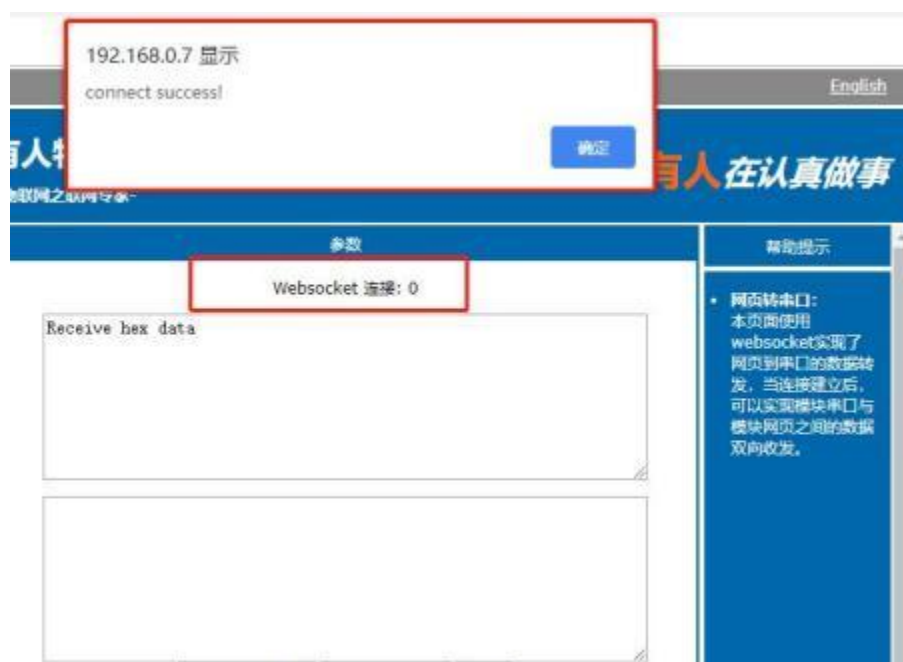 192.168.0.7 显示
connect success!
确定
English
有人
有人在认真做事
参数
帮助提示
Websocket 连接: 0
Receive hex data
• 网页转串口:
本页面使用
websocket实现了
网页到串口的数据转
发，当连接建立后，
可以实现模块串口与
模块网页之间的数据
双向收发。